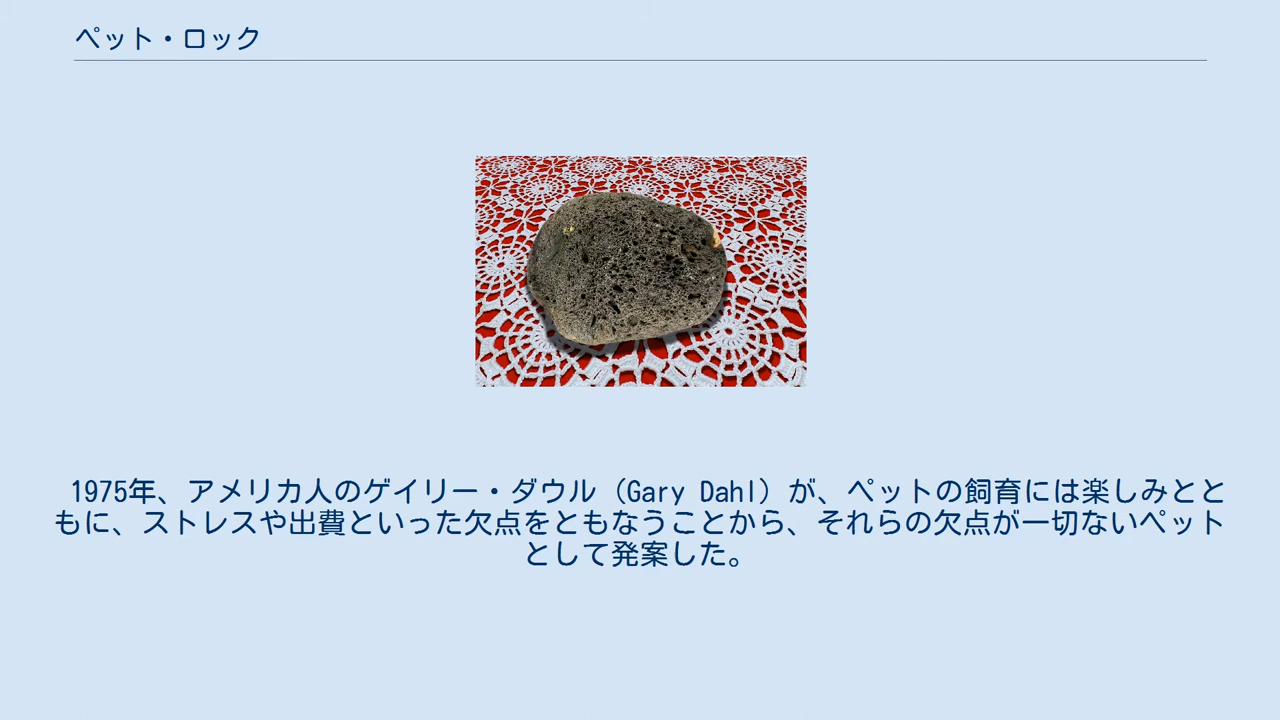 ペット・ロック
1975年、アメリカ人のゲイリー・ダウル（Gary Dahl）が、ペットの飼育には楽しみとと
もに、ストレスや出費といった欠点をともなうことから、それらの欠点が一切ないペット
として発案した。